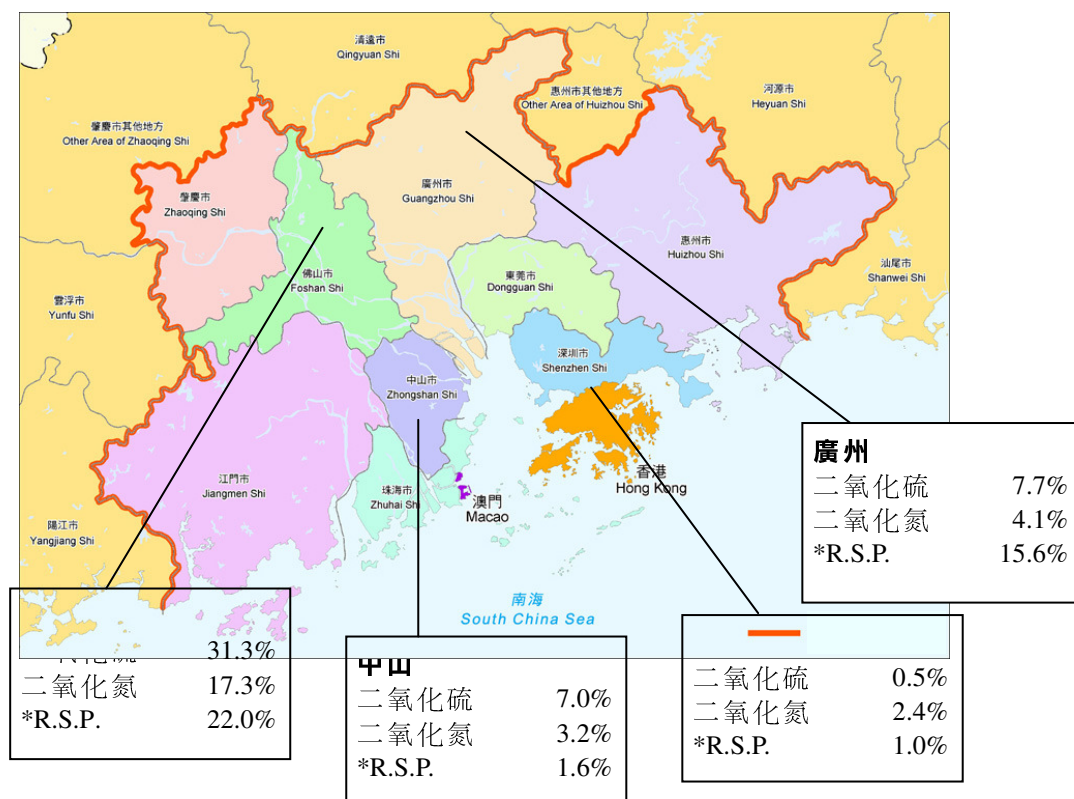 清遠市
Qingyuan Shi
惠州市其他地方
Other Area of Huizhou Shi
河源市
Heyuan Shi
肇慶市其他地方
Other Area of Zhaoqing Shi
肇慶市
Zhaoqing Shi
廣州市
Guangzhou Shi
惠州市
Huizhou Shi
汕尾市
Shanwei Shi
佛山市
Foshan Shi
東莞市
Dongguan Shi
雲浮市
Yunfu Shi
深圳市
Shenzhen Shi
中山市
Zhongshan Shi
江門市
Jiangmen Shi
珠海市
Zhuhai Shi
澳門
Macao
香港
Hong Kong
陽江市
Yangjiang Shi
南海
South China Sea
廣州
二氧化硫 7.7%
二氧化氮 4.1%
*R.S.P. 15.6%
31.3%
二氧化氮 17.3%
*R.S.P. 22.0%
中山
二氧化硫 7.0%
二氧化氮 3.2%
*R.S.P. 1.6%
二氧化硫 0.5%
二氧化氮 2.4%
*R.S.P. 1.0%